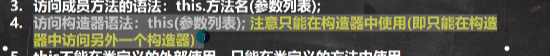 3. 访问成员方法的语法：this.方法名(参数列表);
4. 访问构造器语法：this(参数列表); 注意只能在构造器中使用(即只能在构造
器中访问另外一个构造器)